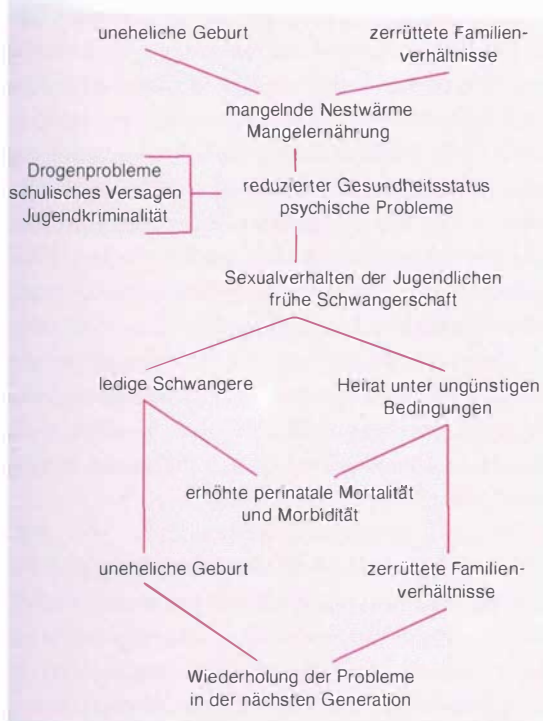 uneheliche Geburt
zerrüttete Familien-
verhältnisse
mangelnde Nestwärme
Mangelernährung
Drogenprobleme
schulisches Versagen
Jugendkriminalität
reduzierter Gesundheitsstatus
psychische Probleme
Sexualverhalten der Jugendlichen
frühe Schwangerschaft
ledige Schwangere
Heirat unter ungünstigen
Bedingungen
erhöhte perinatale Mortalität
und Morbidität
uneheliche Geburt
zerrüttete Familien-
verhältnisse
Wiederholung der Probleme
in der nächsten Generation